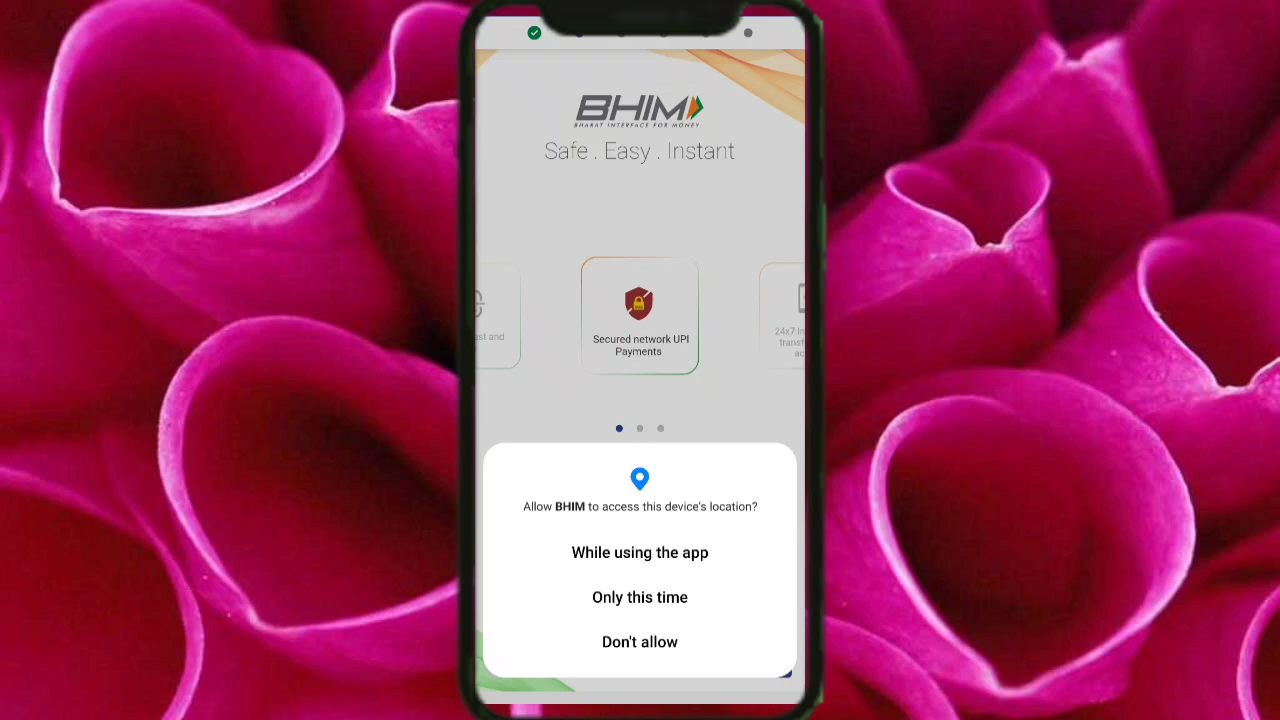 BHIM
BHARAT INTERFACE FOR MONEY
Safe . Easy . Instant
Secured network UPI
Payments
24x7
Allow BHIM to access this device's location?
While using the app
Only this time
Don't allow